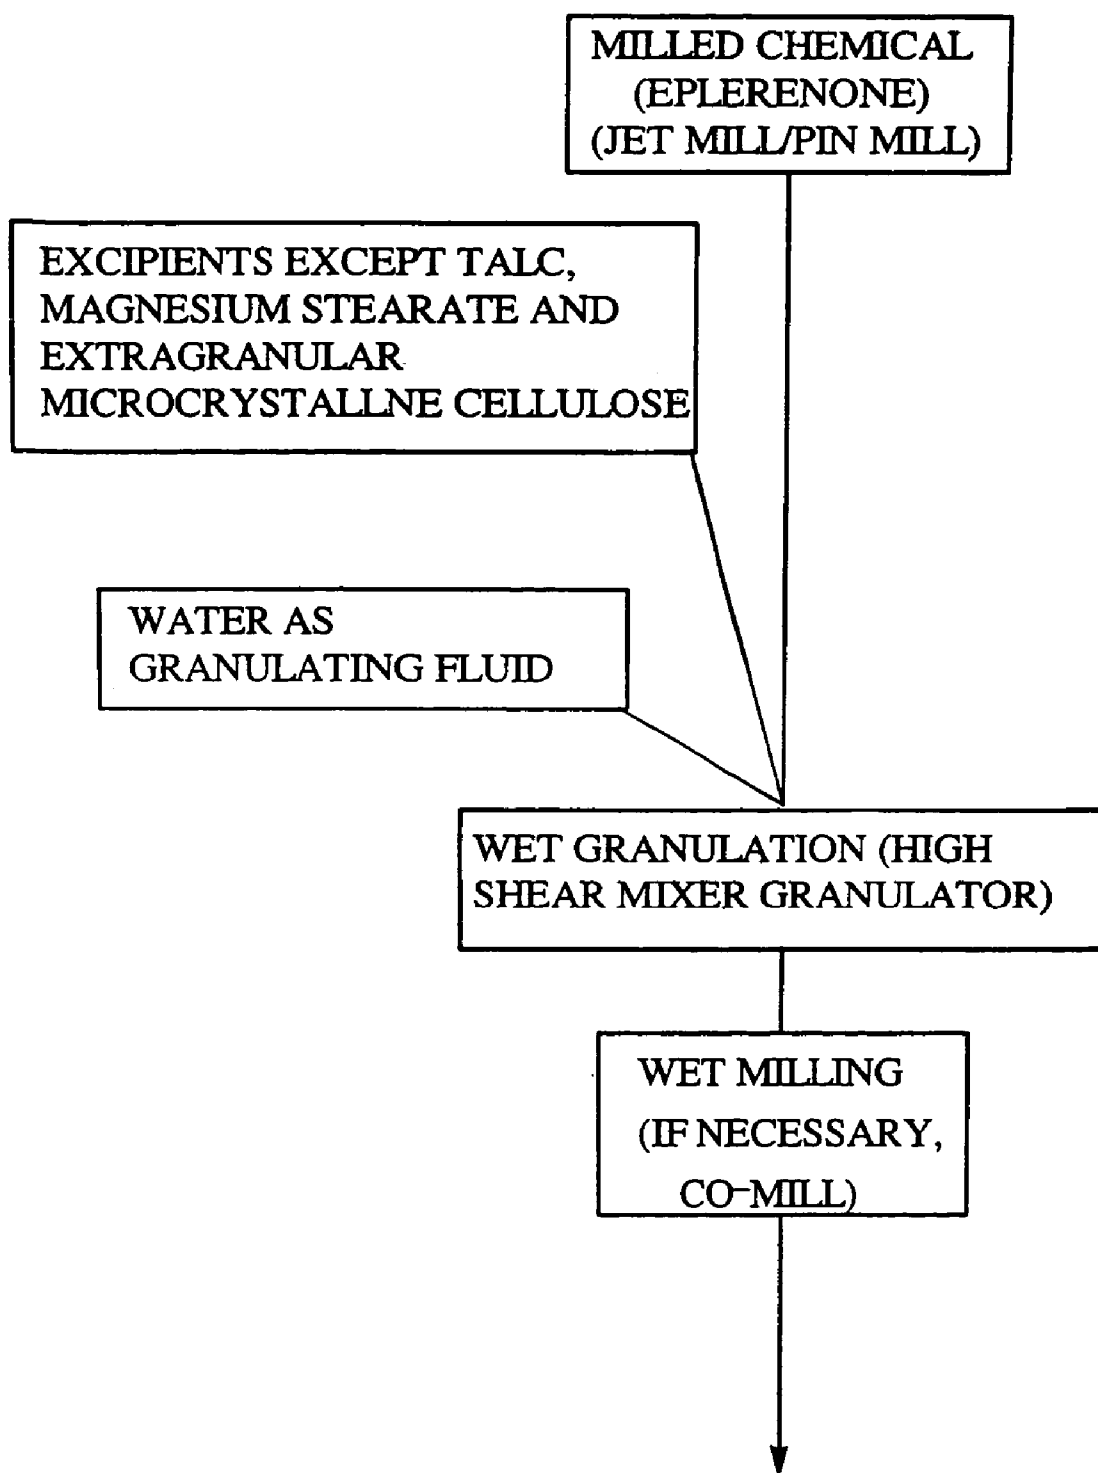 MILLED CHEMICAL
(EPLERENONE)
(JET MILL/PIN MILL)
EXCIPIENTS EXCEPT TALC,
MAGNESIUM STEARATE AND
EXTRAGRANULAR
MICROCRYSTALLNE CELLULOSE
WATER AS
GRANULATING FLUID
WET GRANULATION (HIGH
SHEAR MIXER GRANULATOR)
WET MILLING
(IF NECESSARY,
CO-MILL)